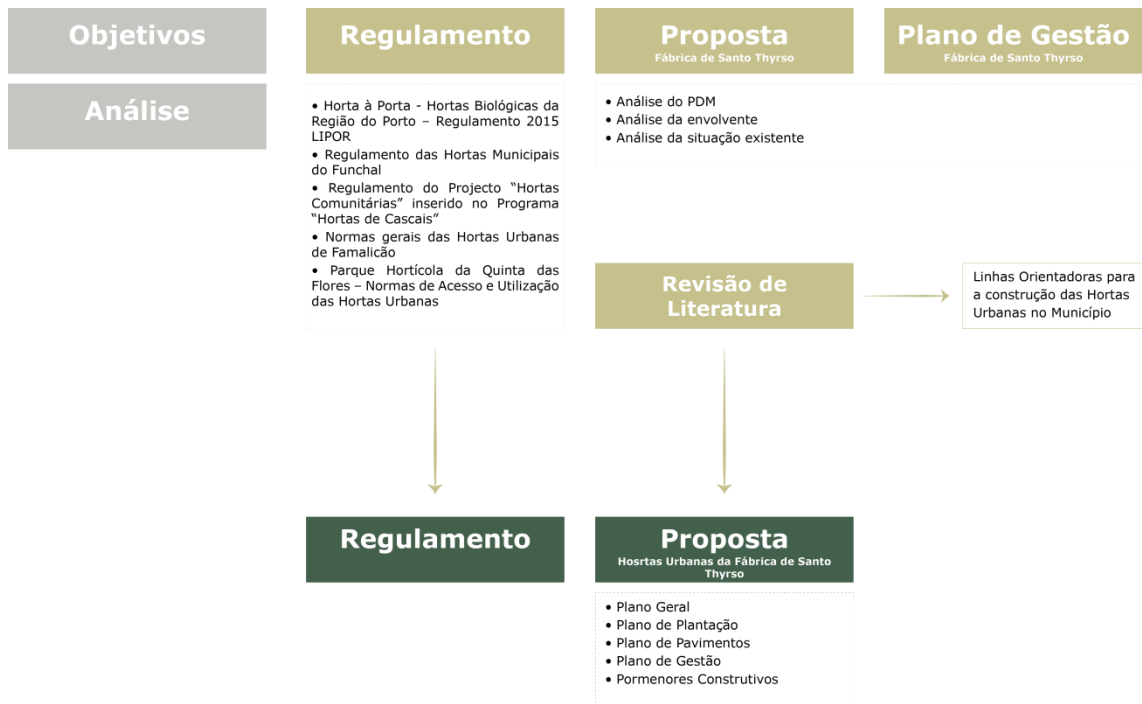 Objetivos
Regulamento
Proposta
Fábrica de Santo Thyrso
Plano de Gestão
Fábrica de Santo Thyrso
Análise
• Horta à Porta - Hortas Biológicas da
Região do Porto – Regulamento 2015
LIPOR
• Regulamento das Hortas Municipais
do Funchal
• Regulamento do Projecto “Hortas
Comunitárias” inserido no Programa
“Hortas de Cascais”
• Normas gerais das Hortas Urbanas
de Famalicão
• Parque Hortícola da Quinta das
Flores – Normas de Acesso e Utilização
das Hortas Urbanas
• Análise do PDM
• Análise da envolvente
• Análise da situação existente
Revisão de
Literatura
Linhas Orientadoras para
a construção das Hortas
Urbanas no Município
Regulamento
Proposta
Hosrtas Urbanas da Fábrica de Santo
Thyrso
• Plano Geral
• Plano de Plantação
• Plano de Pavimentos
• Plano de Gestão
• Pormenores Construtivos